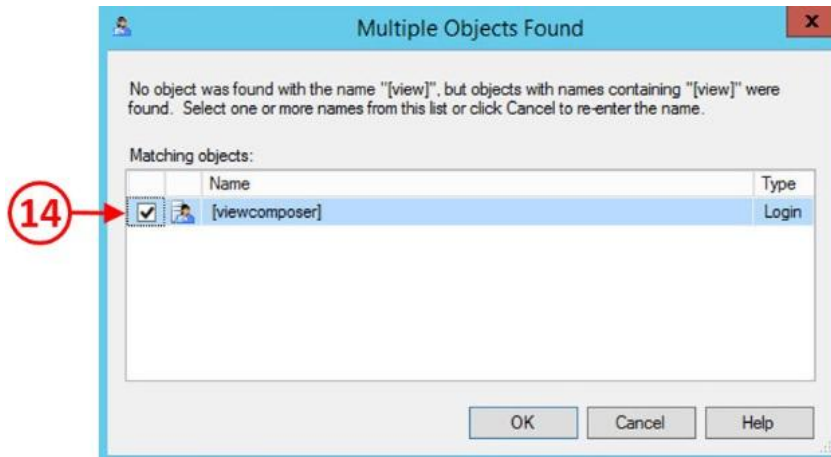 Multiple Objects Found
x
No object was found with the name "[view]", but objects with names containing "[view]" were
found. Select one or more names from this list or click Cancel to re-enter the name.
Matching objects:
Name Type
14 [viewcomposer] Login
OK Cancel Help